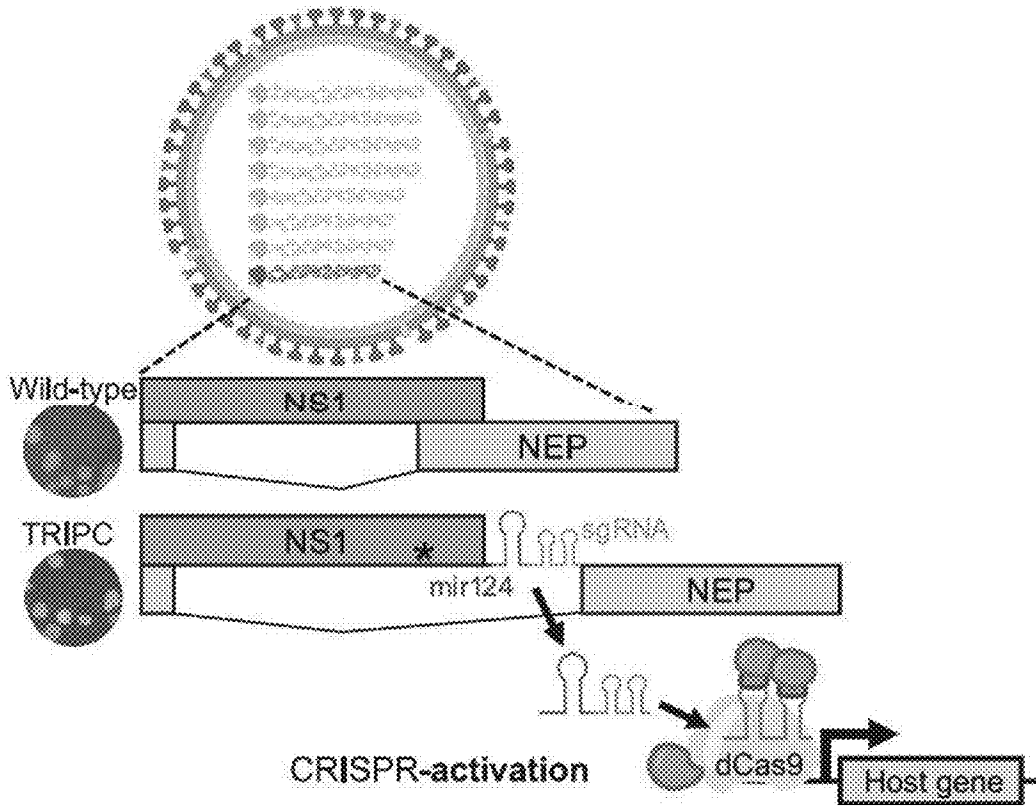 Wild-type
NS1
NEP
TRIPC
NS1
*
sgRNA
mir124
NEP
dCas9
CRISPR-activation
Host gene